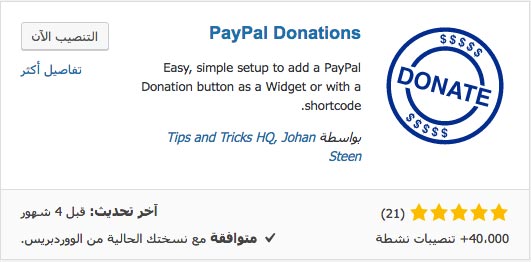 PayPal Donations
Easy, simple setup to add a PayPal
Donation button as a Widget or with a
shortcode.
بواسطة Tips and Tricks HQ, Johan
Steen
التنصيب الآن
تفاصيل أكثر
$$$$$
DONATE
$$$$$
(21)
40,000+ تنصيبات نشطة
آخر تحديث: قبل 4 شهور
متوافقة مع نسختك الحالية من الووردبريس.